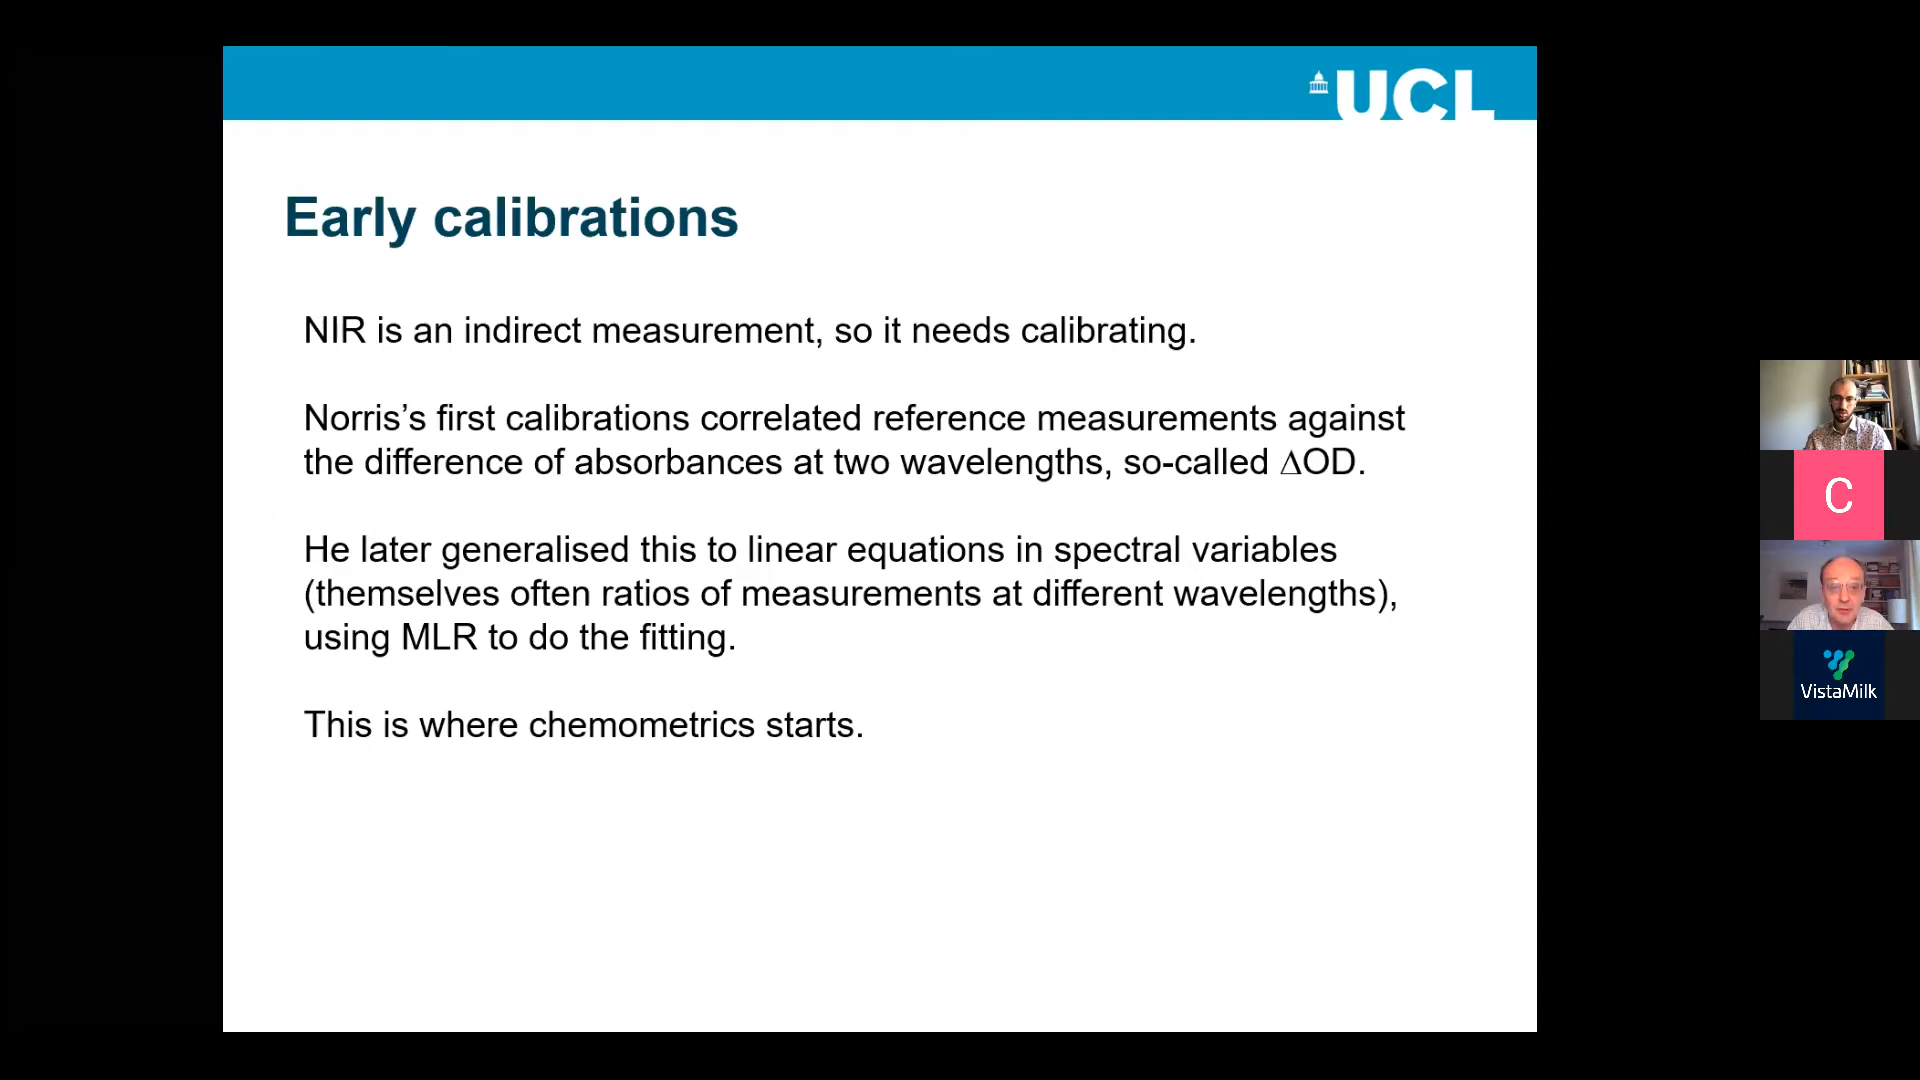 UCL
Early calibrations
NIR is an indirect measurement, so it needs calibrating.
Norris’s first calibrations correlated reference measurements against
the difference of absorbances at two wavelengths, so-called ΔOD.
He later generalised this to linear equations in spectral variables
(themselves often ratios of measurements at different wavelengths),
using MLR to do the fitting.
This is where chemometrics starts.
C
VistaMilk